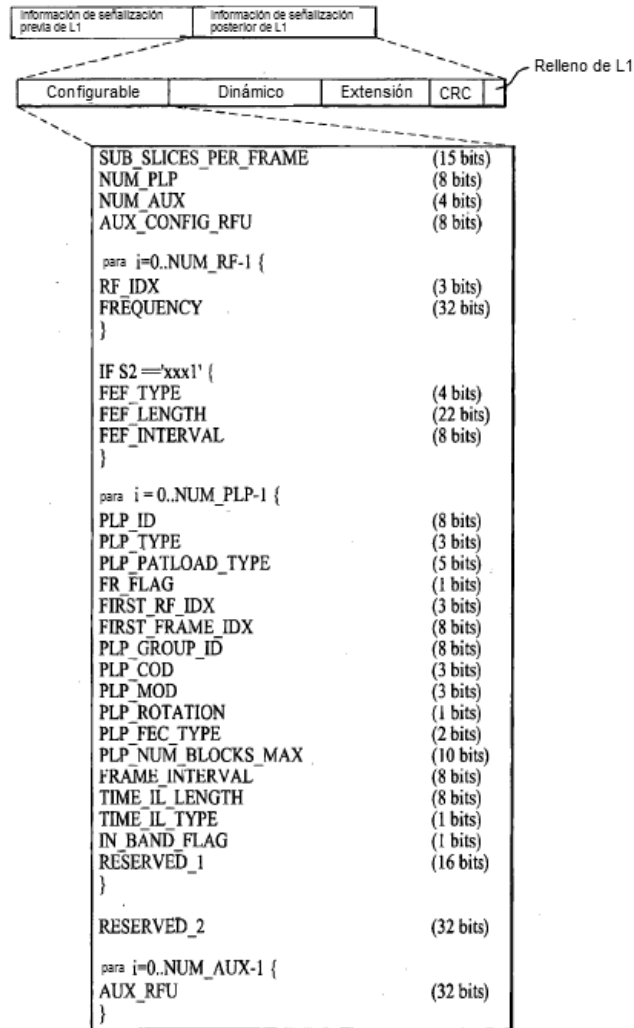 Información de señalización previa de L1
Información de señalización posterior de L1
Relleno de L1
Configurable Dinámico Extensión CRC
SUB_SLICES_PER_FRAME (15 bits)
NUM_PLP (8 bits)
NUM_AUX (4 bits)
AUX_CONFIG_RFU (8 bits)
para i=0..NUM_RF-1 {
RF_IDX (3 bits)
FREQUENCY (32 bits)
}
IF S2 =='xxx1' {
FEF_TYPE (4 bits)
FEF_LENGTH (22 bits)
FEF_INTERVAL (8 bits)
}
para i = 0..NUM_PLP-1 {
PLP_ID (8 bits)
PLP_TYPE (3 bits)
PLP_PATLOAD_TYPE (5 bits)
FR_FLAG (1 bits)
FIRST_RF_IDX (3 bits)
FIRST_FRAME_IDX (8 bits)
PLP_GROUP_ID (8 bits)
PLP_COD (3 bits)
PLP_MOD (3 bits)
PLP_ROTATION (1 bits)
PLP_FEC_TYPE (2 bits)
PLP_NUM_BLOCKS_MAX (10 bits)
FRAME_INTERVAL (8 bits)
TIME_IL_LENGTH (8 bits)
TIME_IL_TYPE (1 bits)
IN_BAND_FLAG (1 bits)
RESERVED_1 (16 bits)
}
RESERVED_2 (32 bits)
para i=0..NUM_AUX-1 {
AUX_RFU (32 bits)
}